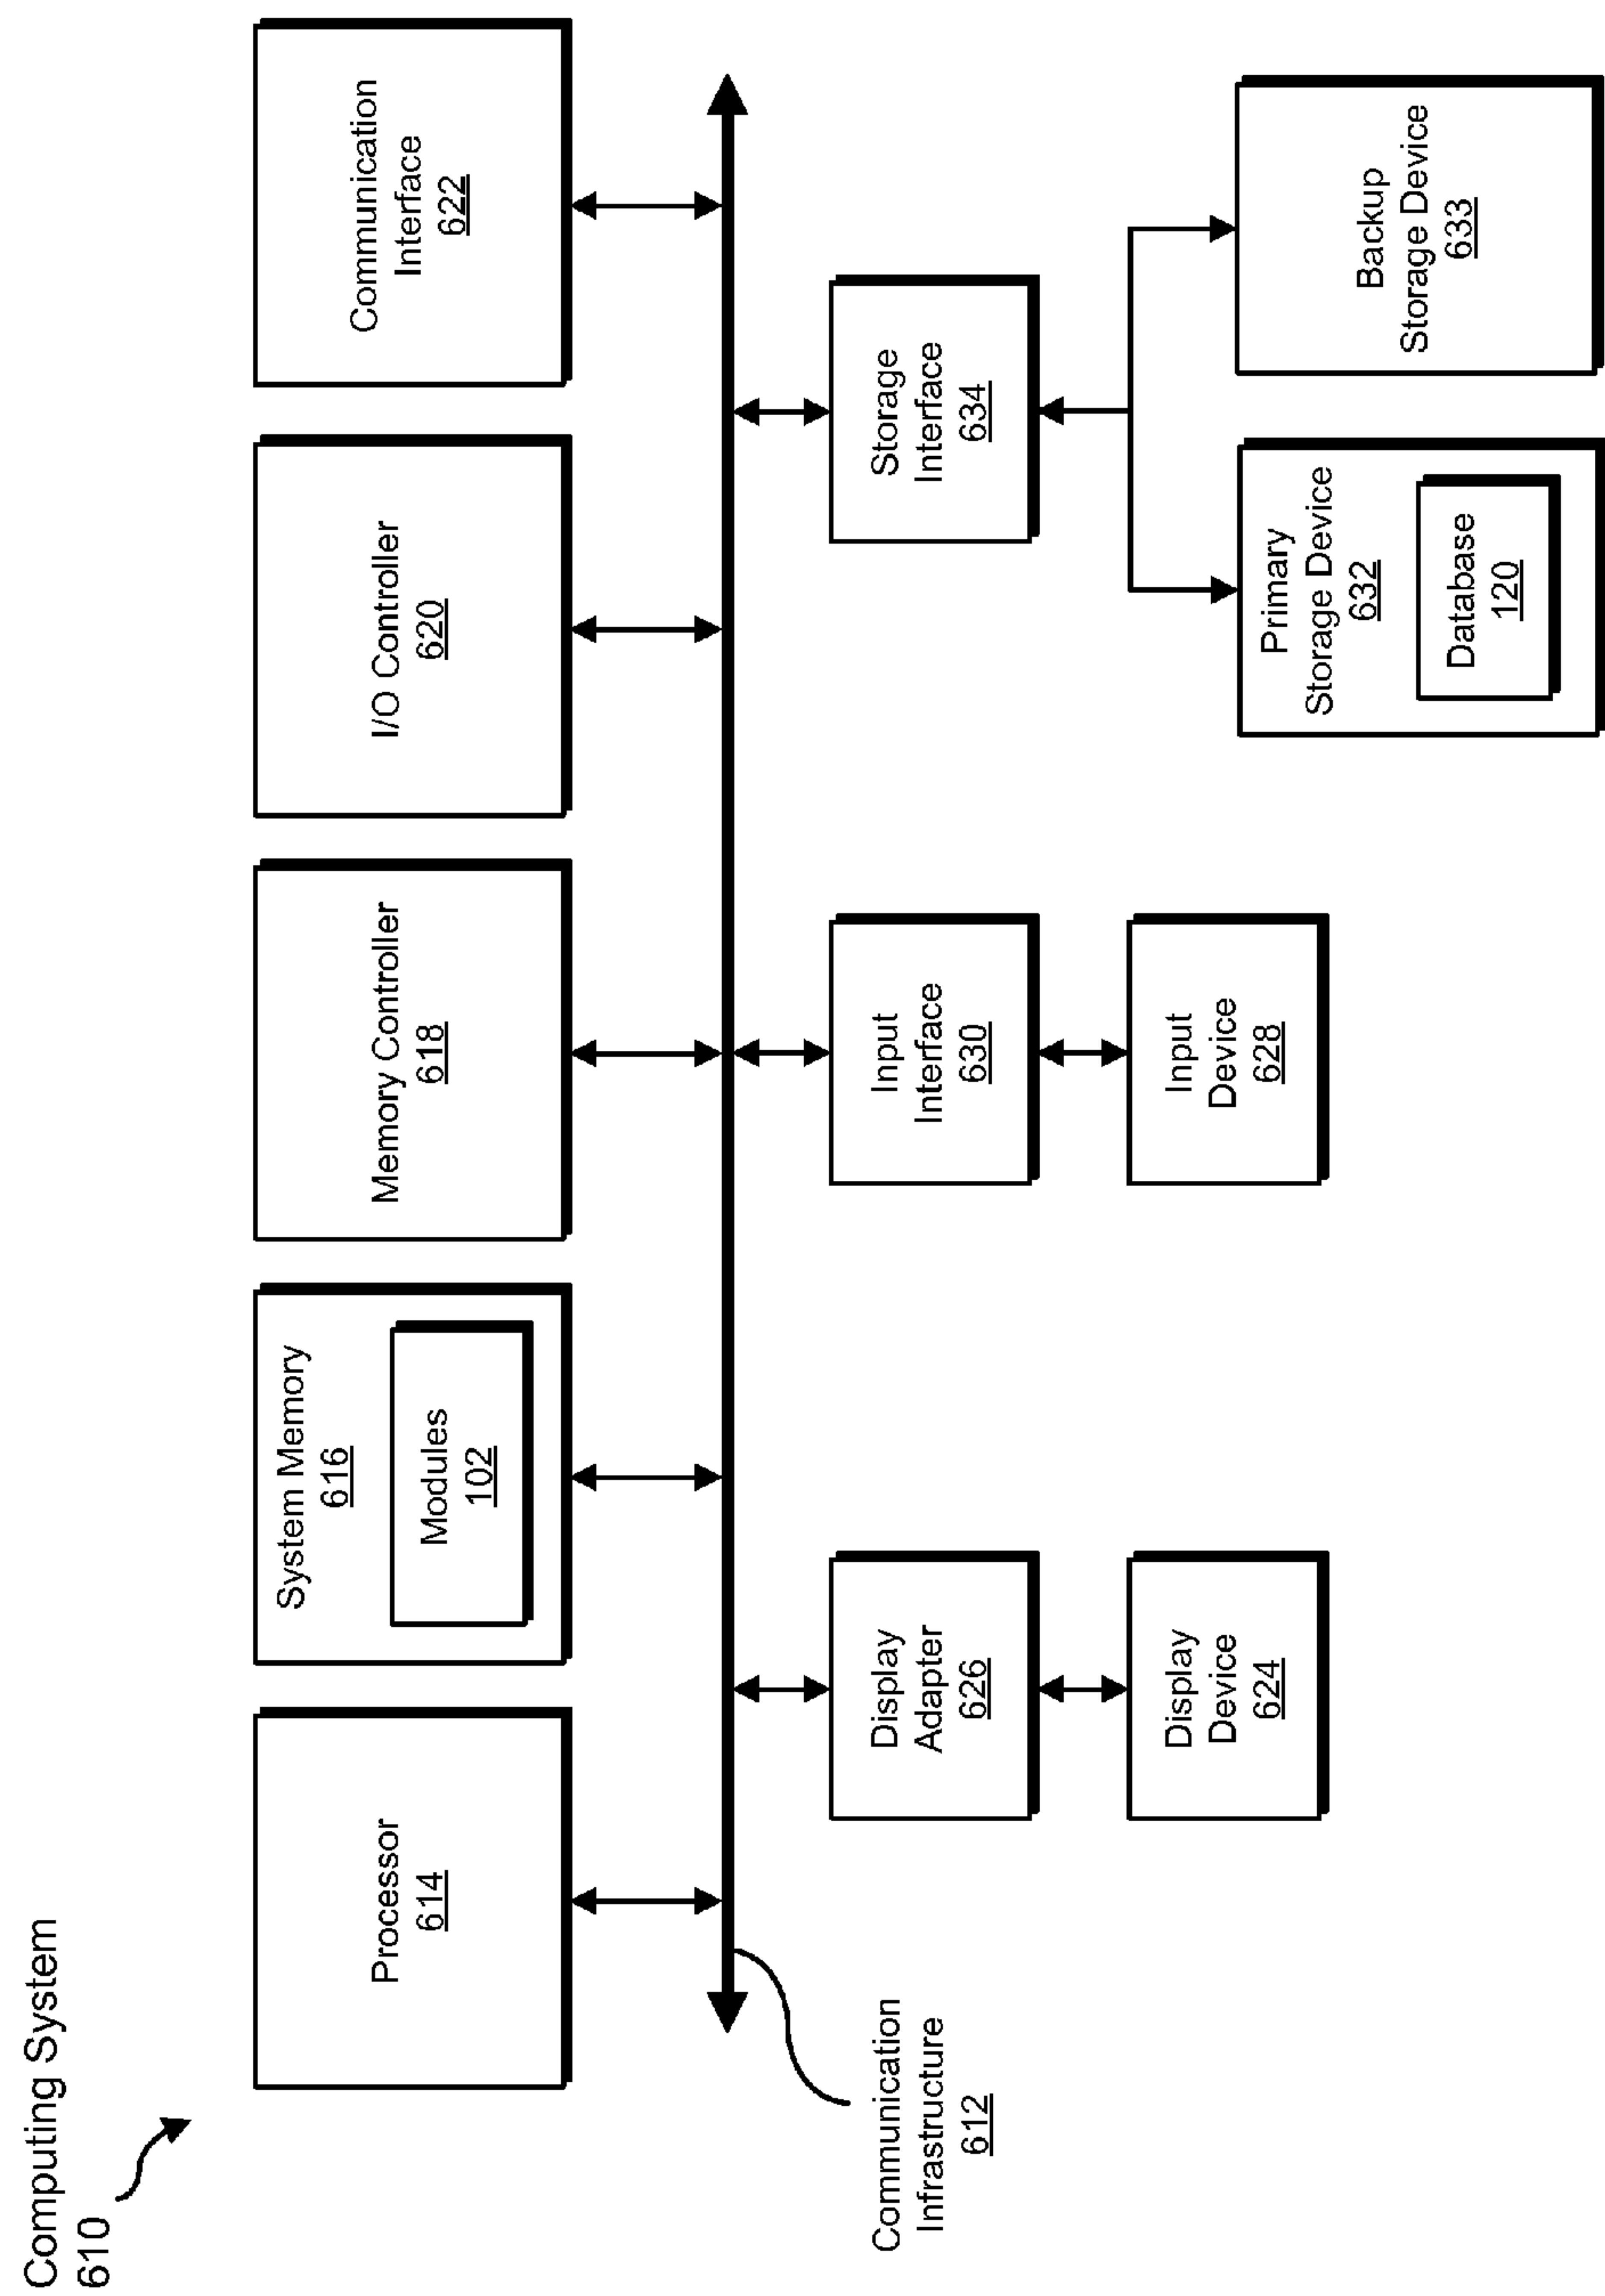 Computing System
610
Processor
614
System Memory
616
Modules
102
Memory Controller
618
I/O Controller
620
Communication
Interface
622
Communication
Infrastructure
612
Display
Adapter
626
Display
Device
624
Input
Interface
630
Input
Device
628
Storage
Interface
634
Primary
Storage Device
632
Database
120
Backup
Storage Device
633